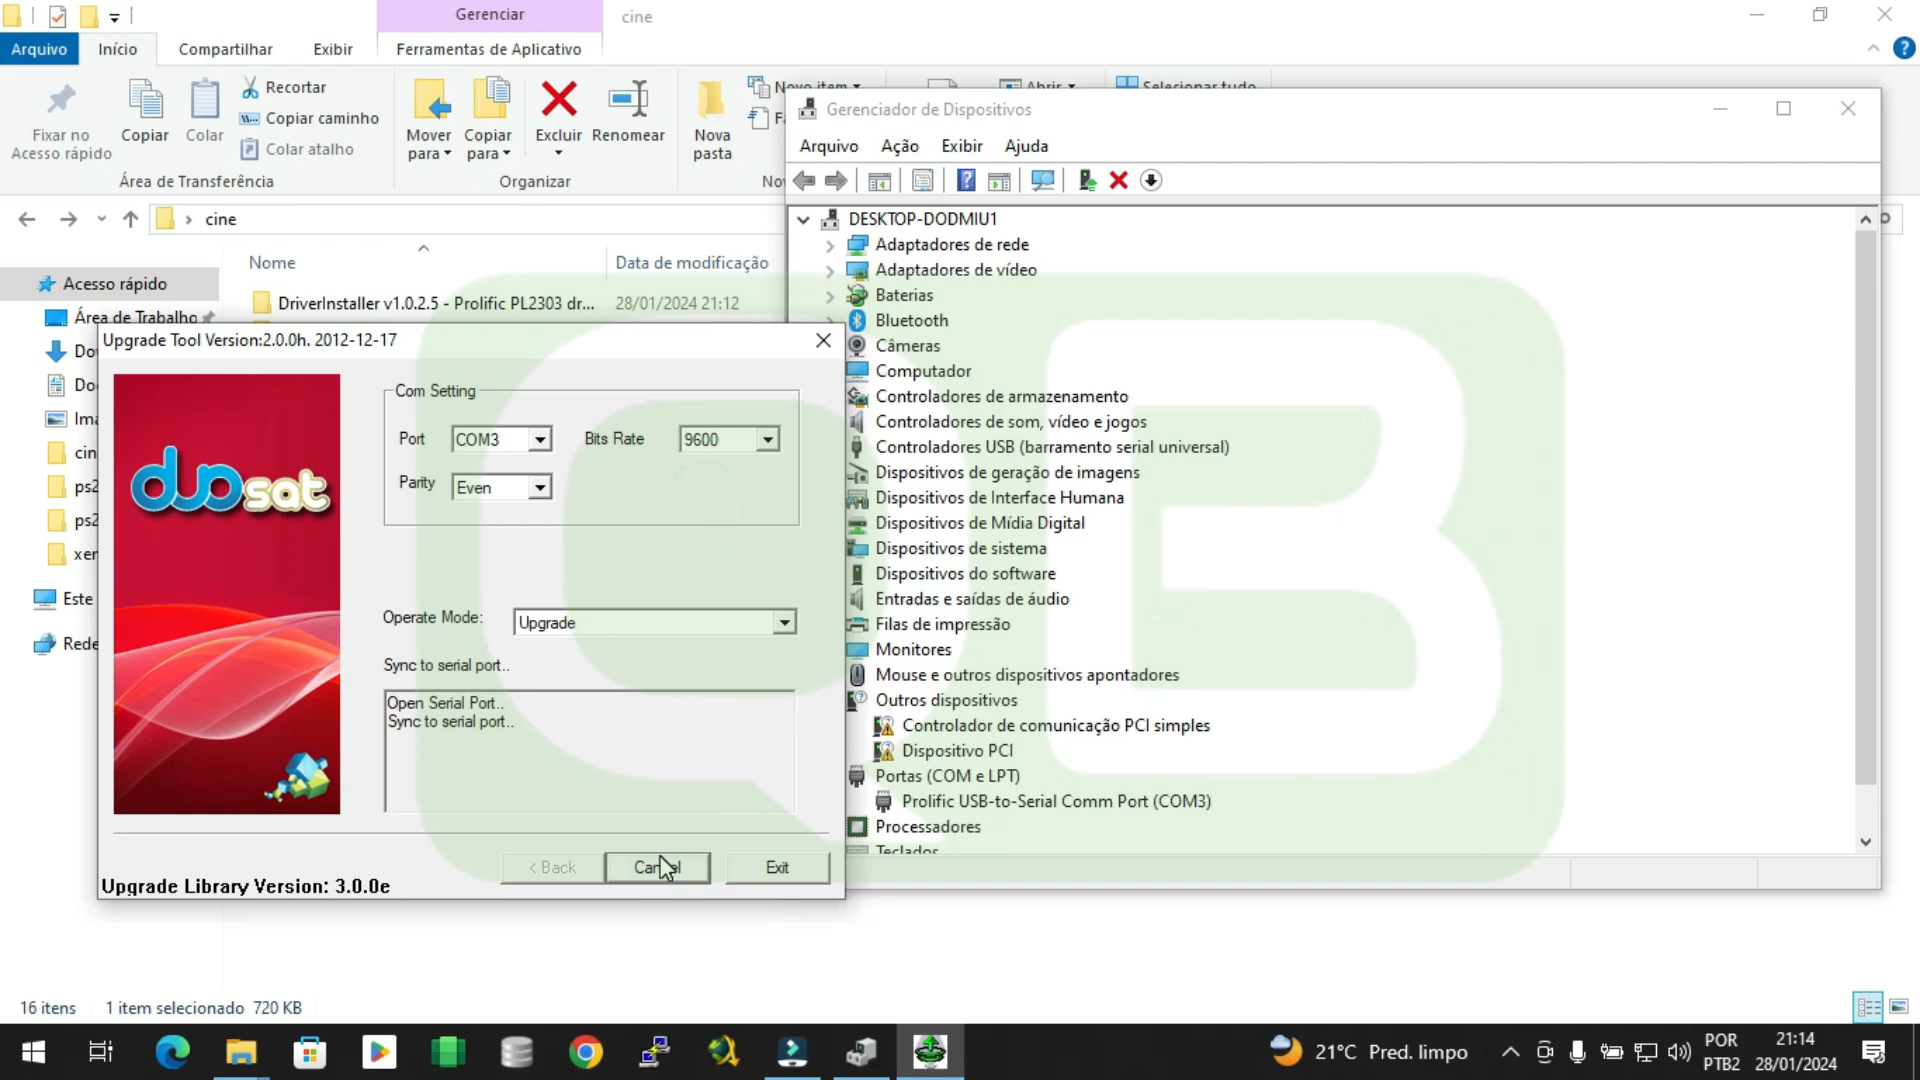 Gerenciar
cine
Arquivo
Início
Compartilhar
Exibir
Ferramentas de Aplicativo
Fixar no
Acesso rápido
Copiar
Colar
Recortar
Copiar caminho
Colar atalho
Área de Transferência
Mover
para
Copiar
para
Excluir
Renomear
Organizar
Nova
pasta
Novo item
Abrir
Selecionar tudo
cine
Nome
Data de modificação
Acesso rápido
DriverInstaller v1.0.2.5 - Prolific PL2303 dr...
28/01/2024 21:12
Área de Trabalho
Este
Rede
16 itens
1 item selecionado 720 KB
Upgrade Tool Version:2.0.0h. 2012-12-17
duosat
Com Setting
Port
COM3
Bits Rate
9600
Parity
Even
Operate Mode:
Upgrade
Sync to serial port..
Open Serial Port..
Sync to serial port..
< Back
Cancel
Exit
Upgrade Library Version: 3.0.0e
Gerenciador de Dispositivos
Arquivo
Ação
Exibir
Ajuda
DESKTOP-DODMIU1
Adaptadores de rede
Adaptadores de vídeo
Baterias
Bluetooth
Câmeras
Computador
Controladores de armazenamento
Controladores de som, vídeo e jogos
Controladores USB (barramento serial universal)
Dispositivos de geração de imagens
Dispositivos de Interface Humana
Dispositivos de Mídia Digital
Dispositivos de sistema
Dispositivos do software
Entradas e saídas de áudio
Filas de impressão
Monitores
Mouse e outros dispositivos apontadores
Outros dispositivos
Controlador de comunicação PCI simples
Dispositivo PCI
Portas (COM e LPT)
Prolific USB-to-Serial Comm Port (COM3)
Processadores
Teclados
21°C Pred. limpo
POR
PTB2
21:14
28/01/2024